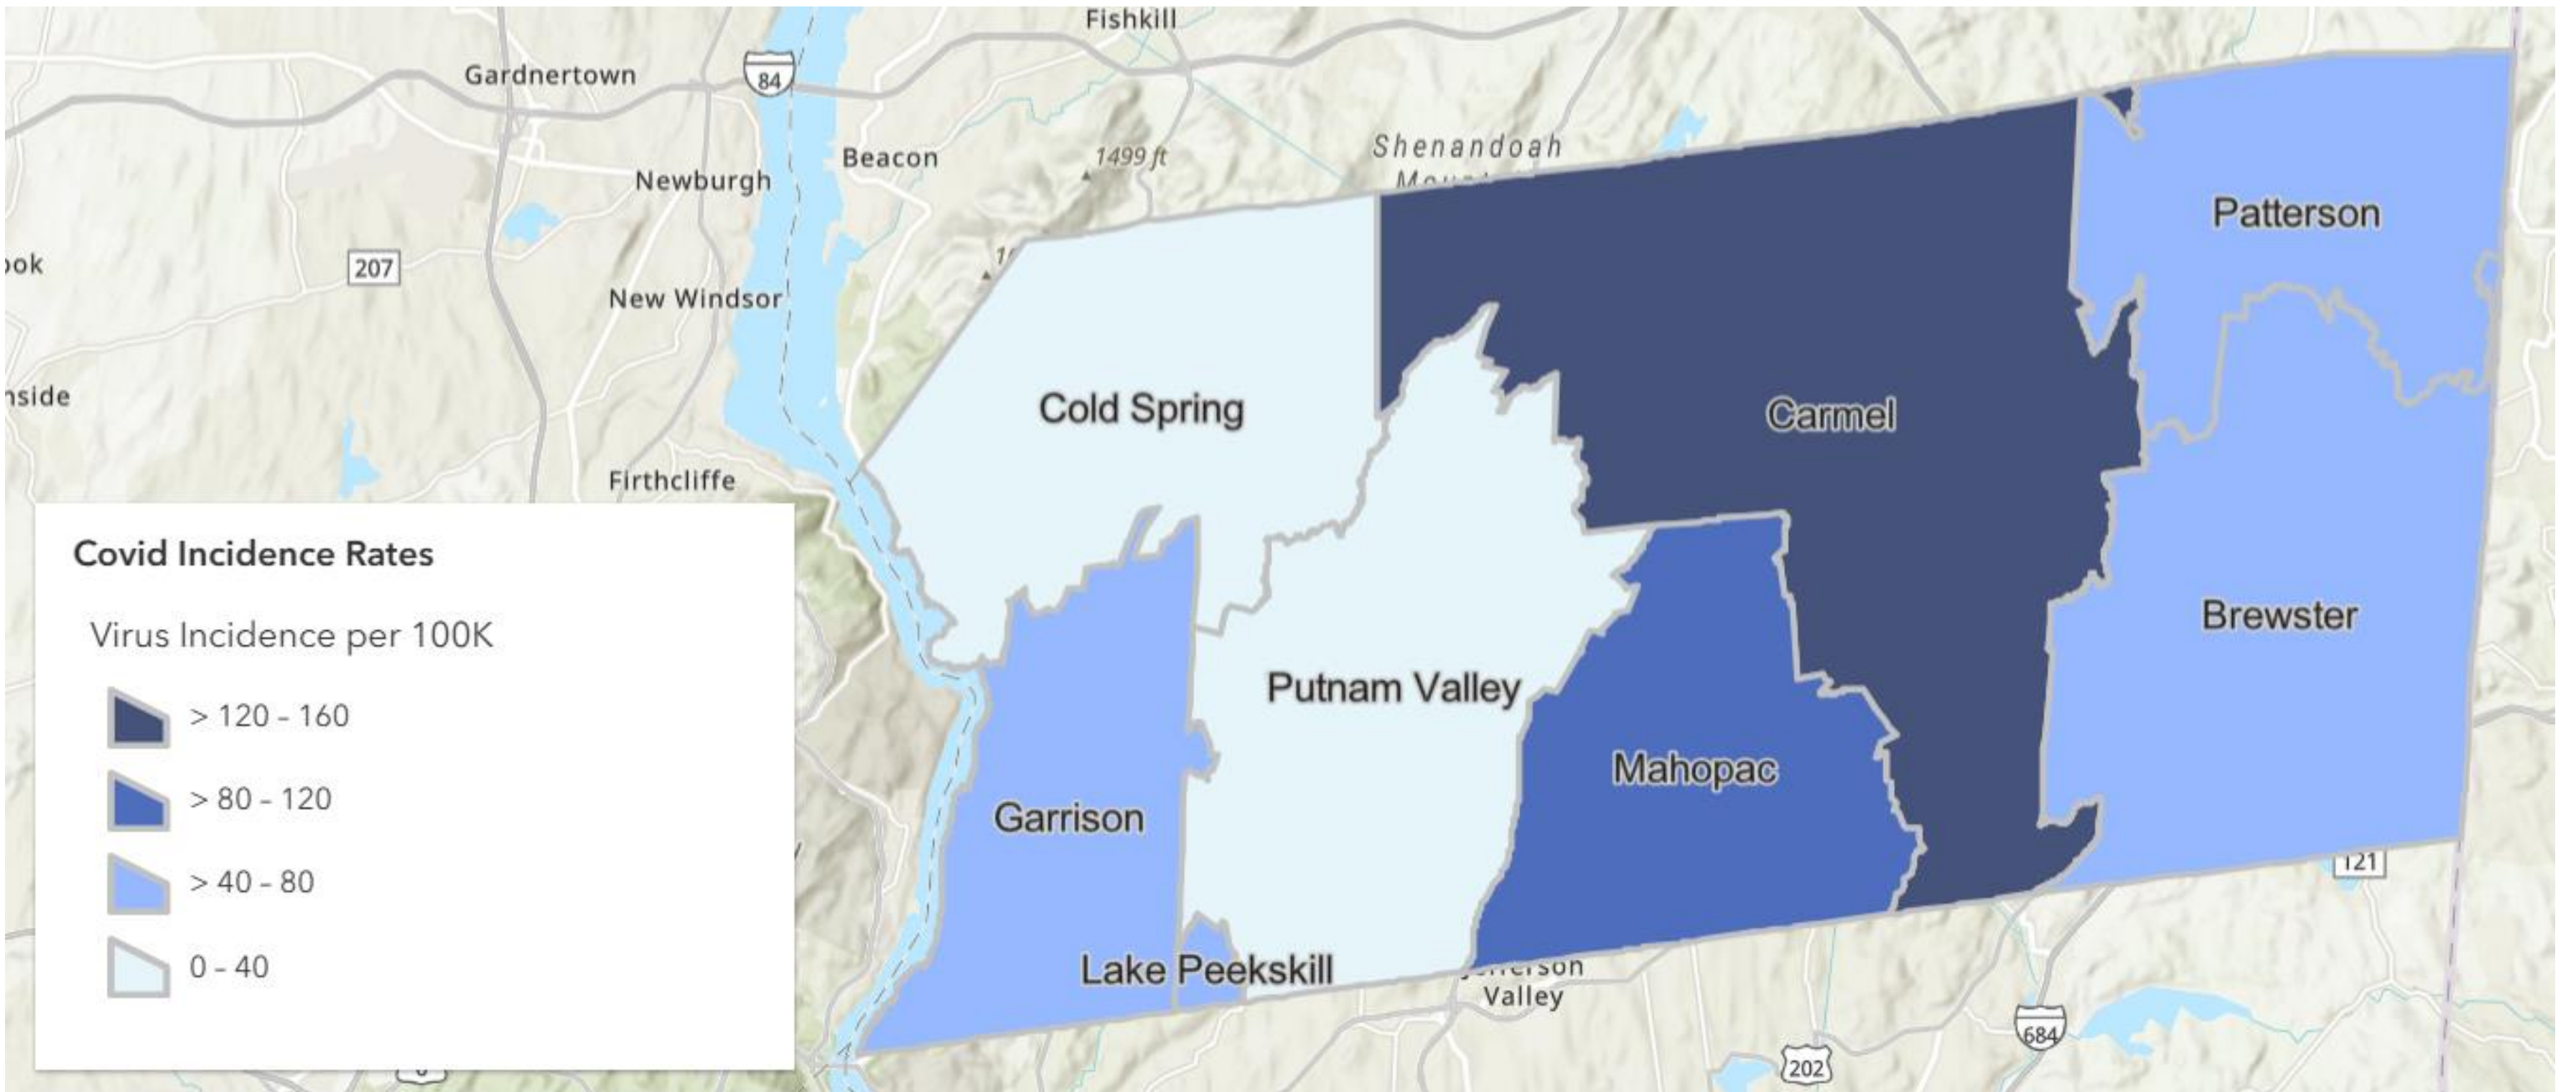 Fishkill
Gardnertown
84
Beacon
1499 ft
Shenandoah
Newburgh
Patterson
207
New Windsor
Cold Spring
Carmel
Firthcliffe
Covid Incidence Rates
Virus Incidence per 100K
> 120 – 160
> 80 – 120
> 40 – 80
0 – 40
Brewster
Putnam Valley
Mahopac
Garrison
121
Lake Peekskill
Valley
684
202